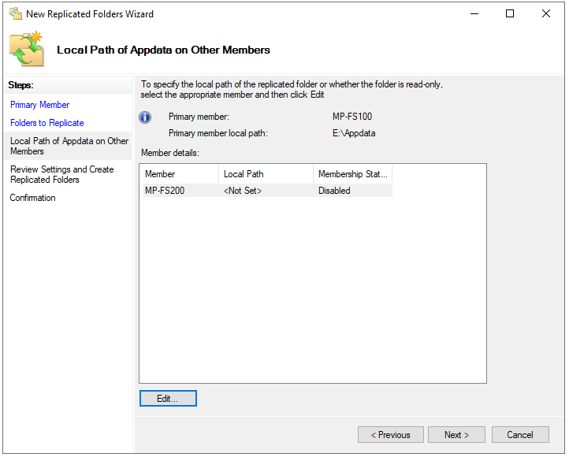 New Replicated Folders Wizard
Local Path of Appdata on Other Members
Steps:
Primary Member
Folders to Replicate
Local Path of Appdata on Other
Members
Review Settings and Create
Replicated Folders
Confirmation
To specify the local path of the replicated folder or whether the folder is read-only,
select the appropriate member and then click Edit
Primary member: MP-FS100
Primary member local path: E:\Appdata
Member details:
Member Local Path Membership Stat...
MP-FS200 <Not Set> Disabled
Edit...
< Previous Next > Cancel